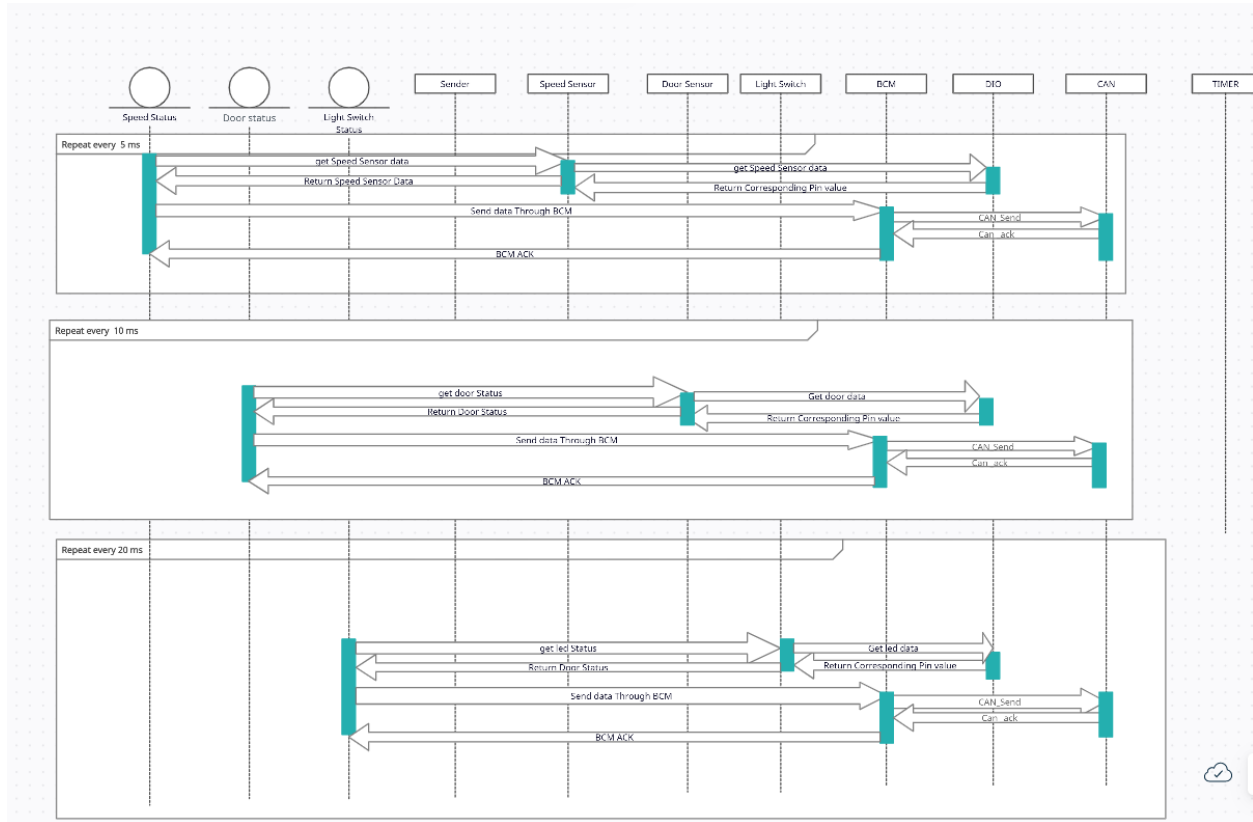 Sender
Speed Sensor
Door Sensor
Light Switch
BCM
DIO
CAN
TIMER
Speed Status
Door status
Light Switch
Status
Repeat every 5 ms
get Speed Sensor data
get Speed Sensor data
Return Speed Sensor Data
Return Corresponding Pin value
Send data Through BCM
CAN_Send
Can_ack
BCM ACK
Repeat every 10 ms
get door Status
Get door data
Return Door Status
Return Corresponding Pin value
Send data Through BCM
CAN_Send
Can_ack
BCM ACK
Repeat every 20 ms
get led Status
Get led data
Return Door Status
Return Corresponding Pin value
Send data Through BCM
CAN_Send
Can_ack
BCM ACK